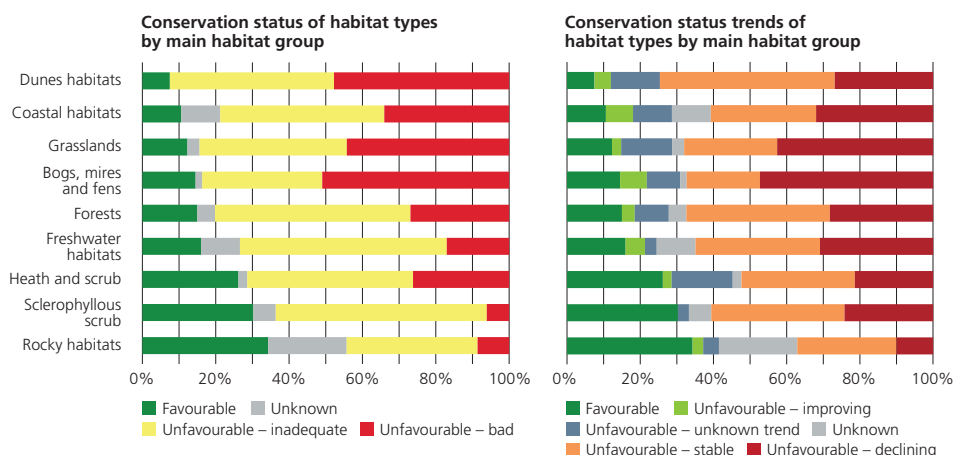 Conservation status of habitat types
by main habitat group
Dunes habitats
Coastal habitats
Grasslands
Bogs, mires
and fens
Forests
Freshwater
habitats
Heath and scrub
Sclerophyllous
scrub
Rocky habitats
0% 20% 40% 60% 80% 100%
Favourable Unknown
Unfavourable – inadequate Unfavourable – bad
Conservation status trends of
habitat types by main habitat group
0% 20% 40% 60% 80% 100%
Favourable Unfavourable – improving
Unfavourable – unknown trend Unknown
Unfavourable – stable Unfavourable – declining